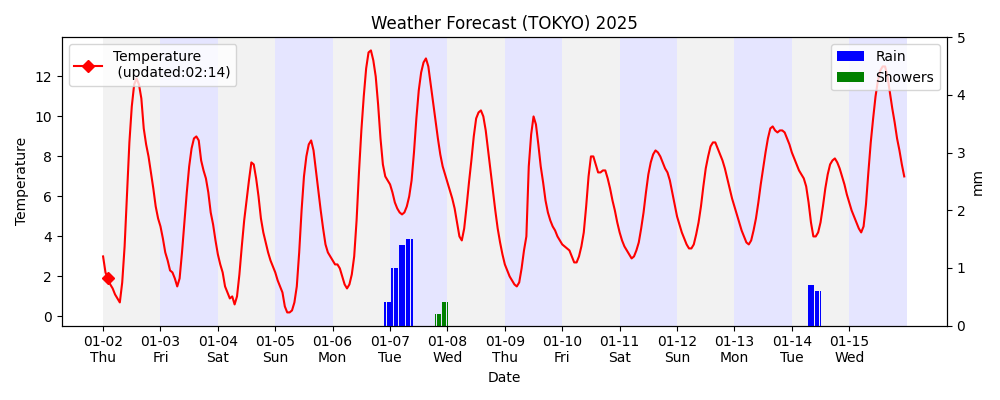 Weather Forecast (TOKYO) 2025
Temperature
(updated:02:14)
Rain
Showers
Temperature
12
10
8
6
4
2
0
5
4
3
2
1
0
mm
01-02 01-03 01-04 01-05 01-06 01-07 01-08 01-09 01-10 01-11 01-12 01-13 01-14 01-15
Thu Fri Sat Sun Mon Tue Wed Thu Fri Sat Sun Mon Tue Wed
Date